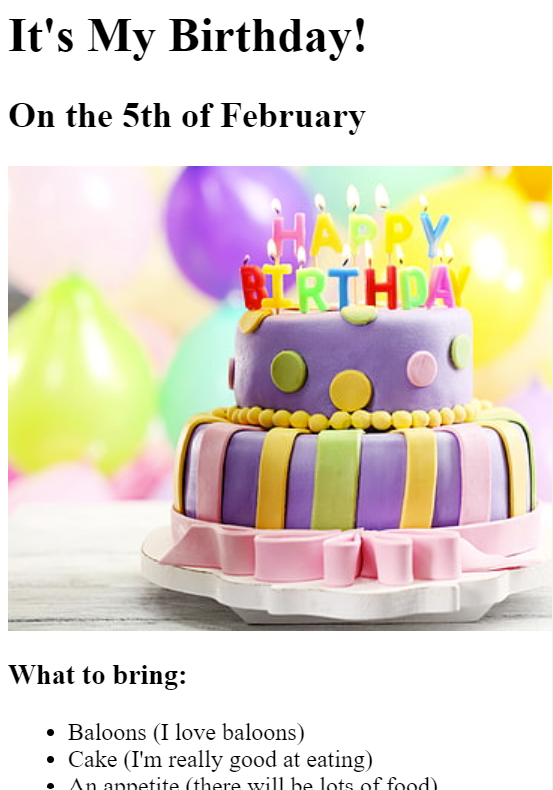 It's My Birthday!
On the 5th of February
HAPPY
BIRTHDAY
What to bring:
Baloons (I love baloons)
Cake (I'm really good at eating)
An appetite (there will be lots of food)